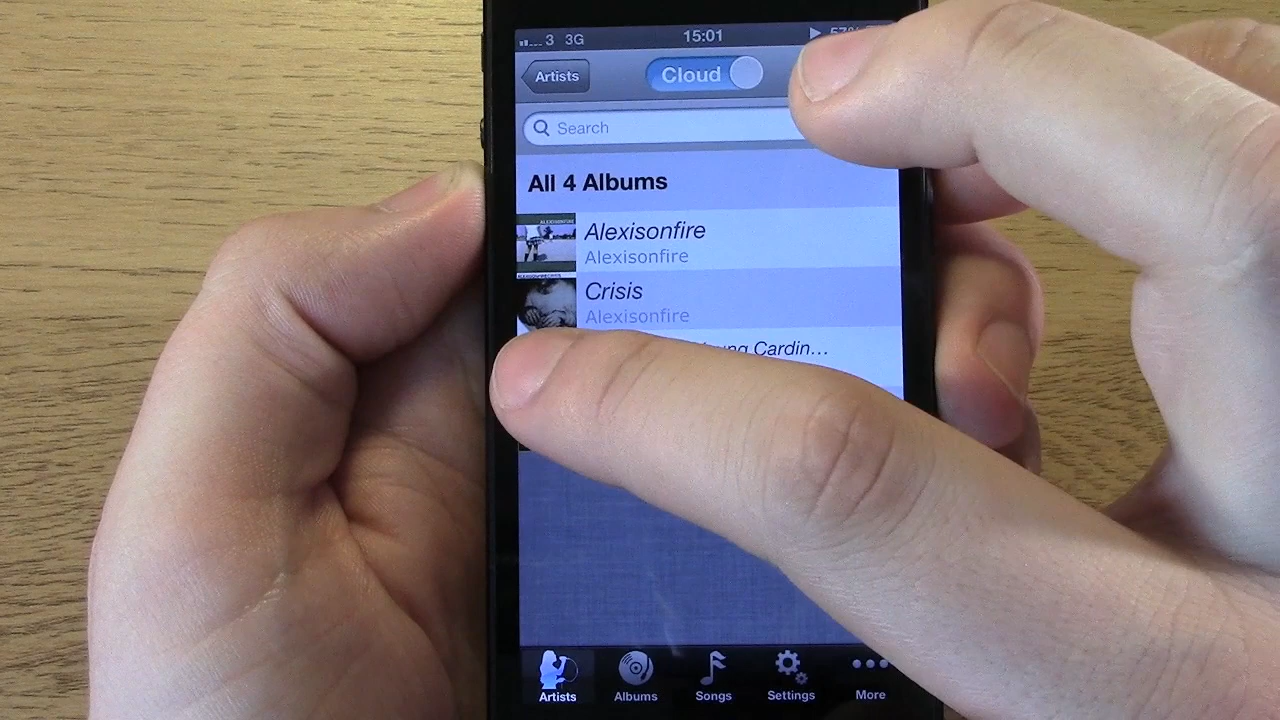 3 3G 15:01
Artists Cloud
Search
All 4 Albums
Alexisonfire
Alexisonfire
Crisis
Alexisonfire
Cardin...
Artists Albums Songs Settings More